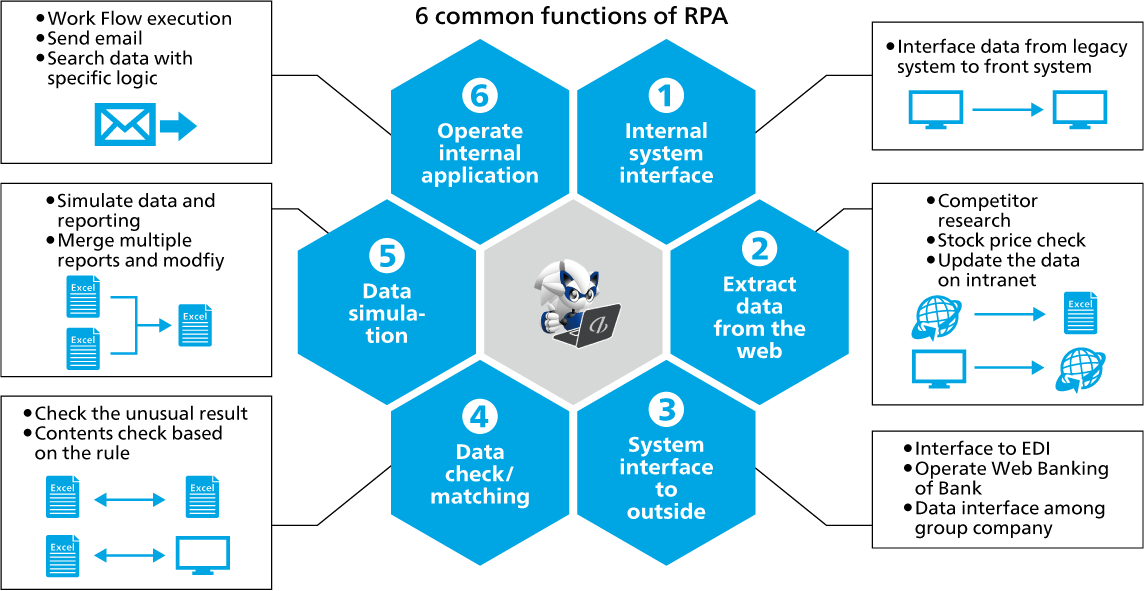 6 common functions of RPA
1
Internal
system
interface
• Interface data from legacy
system to front system
2
Extract
data
from the
web
• Competitor
research
• Stock price check
• Update the data
on intranet
Excel
3
System
interface
to
outside
• Interface to EDI
• Operate Web Banking
of Bank
• Data interface among
group company
4
Data
check/
matching
• Check the unusual result
• Contents check based
on the rule
Excel
Excel
Excel
5
Data
simula-
tion
• Simulate data and
reporting
• Merge multiple
reports and modfiy
Excel
Excel
Excel
6
Operate
internal
application
• Work Flow execution
• Send email
• Search data with
specific logic